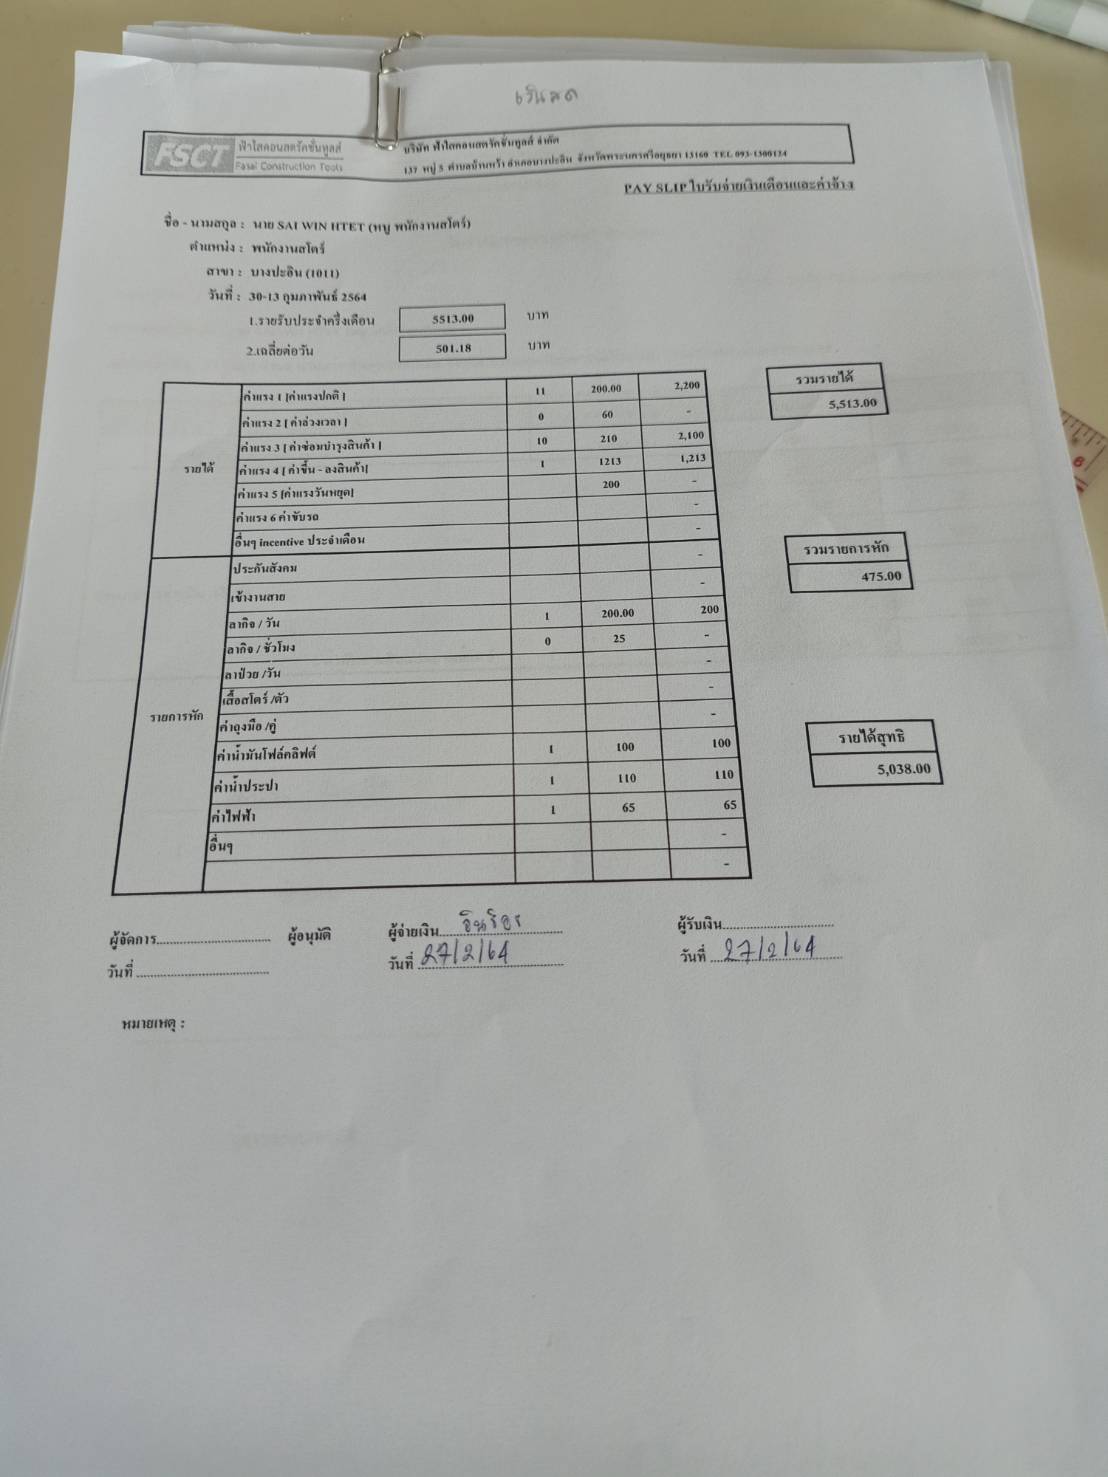 เงินสด
FSCT ฟ้าใสคอนสตรัคชั่นทูลส์
Fasai Construction Tools
บริษัท ฟ้าใสคอนสตรัคชั่นทูลส์ จำกัด
137 หมู่ 5 ตำบลบ้านหว้า อำเภอบางปะอิน จังหวัดพระนครศรีอยุธยา 13160 TEL 093-1300124
PAY SLIP ใบรับจ่ายเงินเดือนและค่าจ้าง
ชื่อ - นามสกุล : นาย SAI WIN HTET (หนู พนักงานสโตร์)
ตำแหน่ง : พนักงานสโตร์
สาขา : บางปะอิน (1011)
วันที่ : 30-13 กุมภาพันธ์ 2564
1.รายรับประจำครึ่งเดือน 5513.00 บาท
2.เฉลี่ยต่อวัน 501.18 บาท
รายได้
ค่าแรง 1 [ค่าแรงปกติ ] 11 200.00 2,200
ค่าแรง 2 [ ค่าล่วงเวลา ] 0 60 -
ค่าแรง 3 [ ค่าซ่อมบำรุงสินค้า ] 10 210 2,100
ค่าแรง 4 [ ค่าขึ้น - ลงสินค้า] 1 1213 1,213
ค่าแรง 5 [ค่าแรงวันหยุด] 200 -
ค่าแรง 6 ค่าขับรถ -
อื่นๆ incentive ประจำเดือน -
รวมรายได้
5,513.00
รายการหัก
ประกันสังคม -
เข้างานสาย -
ลากิจ / วัน 1 200.00 200
ลากิจ / ชั่วโมง 0 25 -
ลาป่วย /วัน -
เสื้อสโตร์ /ตัว -
ค่าถุงมือ /คู่ -
ค่าน้ำมันโฟล์คลิฟต์ 1 100 100
ค่าน้ำประปา 1 110 110
ค่าไฟฟ้า 1 65 65
อื่นๆ -
-
รวมรายการหัก
475.00
รายได้สุทธิ
5,038.00
ผู้จัดการ ผู้อนุมัติ ผู้จ่ายเงิน ผู้รับเงิน
วันที่ วันที่ 27/2/64 วันที่ 27/2/64
หมายเหตุ :